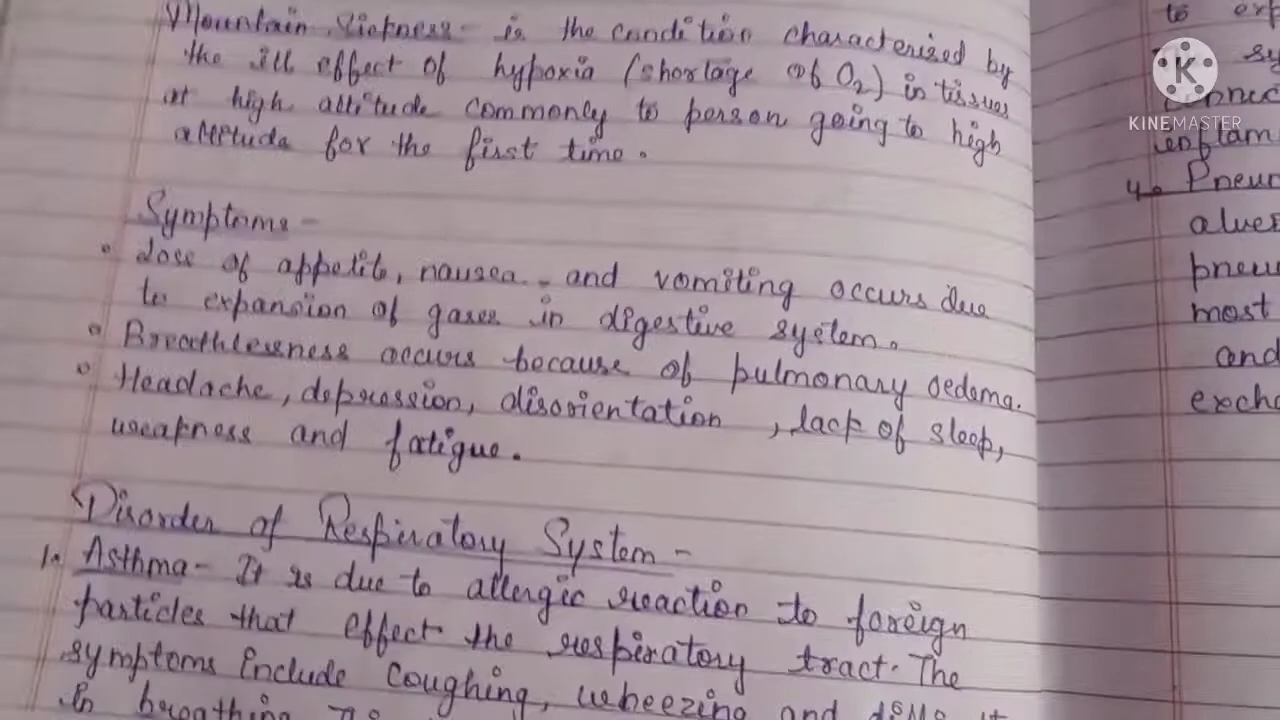 Mountain Sickness - is the condition characterised by
the ill effect of hypoxia (shortage of O2) in tissues
at high altitude commonly to person going to high
altitude for the first time.
Symptoms -
• Loss of appetite, nausea - and vomiting occurs due
to expansion of gases in digestive system.
• Breathlessness occurs because of pulmonary oedema.
• Headache, depression, disorientation, lack of sleep,
weakness and fatigue.
Disorder of Respiratory System -
1. Asthma - It is due to allergic reaction to foreign
particles that effect the respiratory tract. The
symptoms include Coughing, wheezing and
in breathing
to
4. Pneu
alve
pneu
most
and
excha
K
KINEMASTER